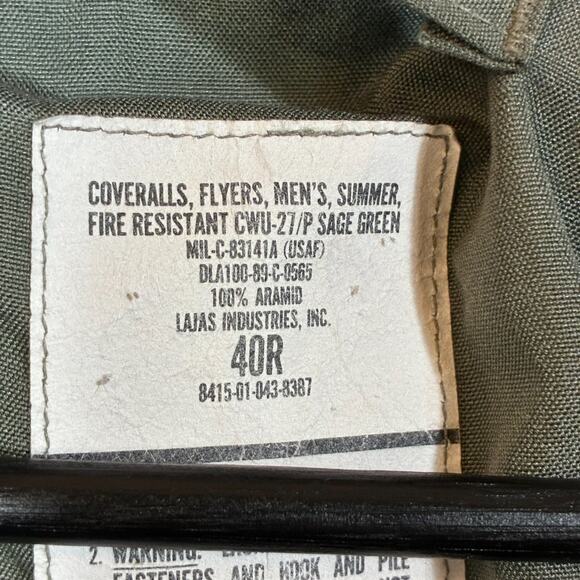 COVERALLS, FLYERS, MEN'S, SUMMER,
FIRE RESISTANT CWU-27/P SAGE GREEN
MIL-C-83141A (USAF)
DLA100-89-C-0565
100% ARAMID
LAJAS INDUSTRIES, INC.
40R
8415-01-043-8387
2. WARNING:
FASTENERS AND HOOK AND PILE
NOT